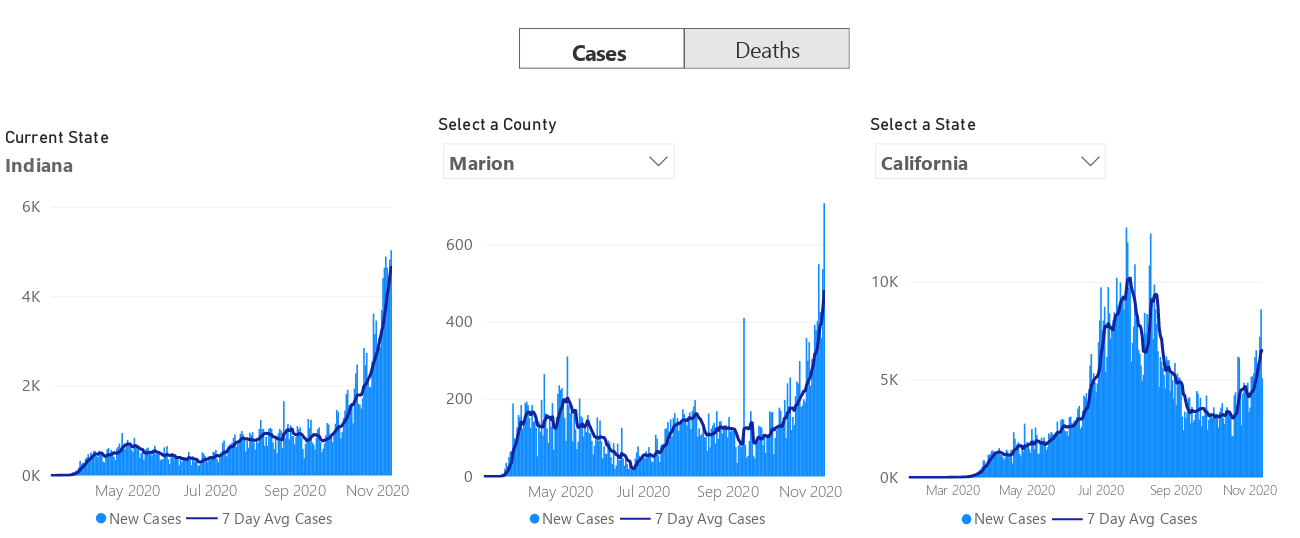 Cases
Deaths
Current State
Indiana
6K
4K
2K
0K
May 2020
Jul 2020
Sep 2020
Nov 2020
New Cases
7 Day Avg Cases
Select a County
Marion
600
400
200
0
May 2020
Jul 2020
Sep 2020
Nov 2020
New Cases
7 Day Avg Cases
Select a State
California
10K
5K
0K
Mar 2020
May 2020
Jul 2020
Sep 2020
Nov 2020
New Cases
7 Day Avg Cases